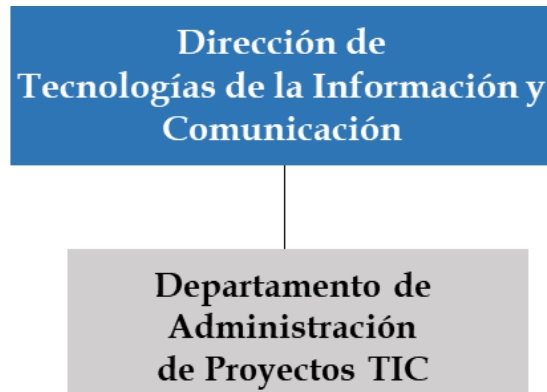 Dirección de
Tecnologías de la Información y
Comunicación
Departamento de
Administración
de Proyectos TIC